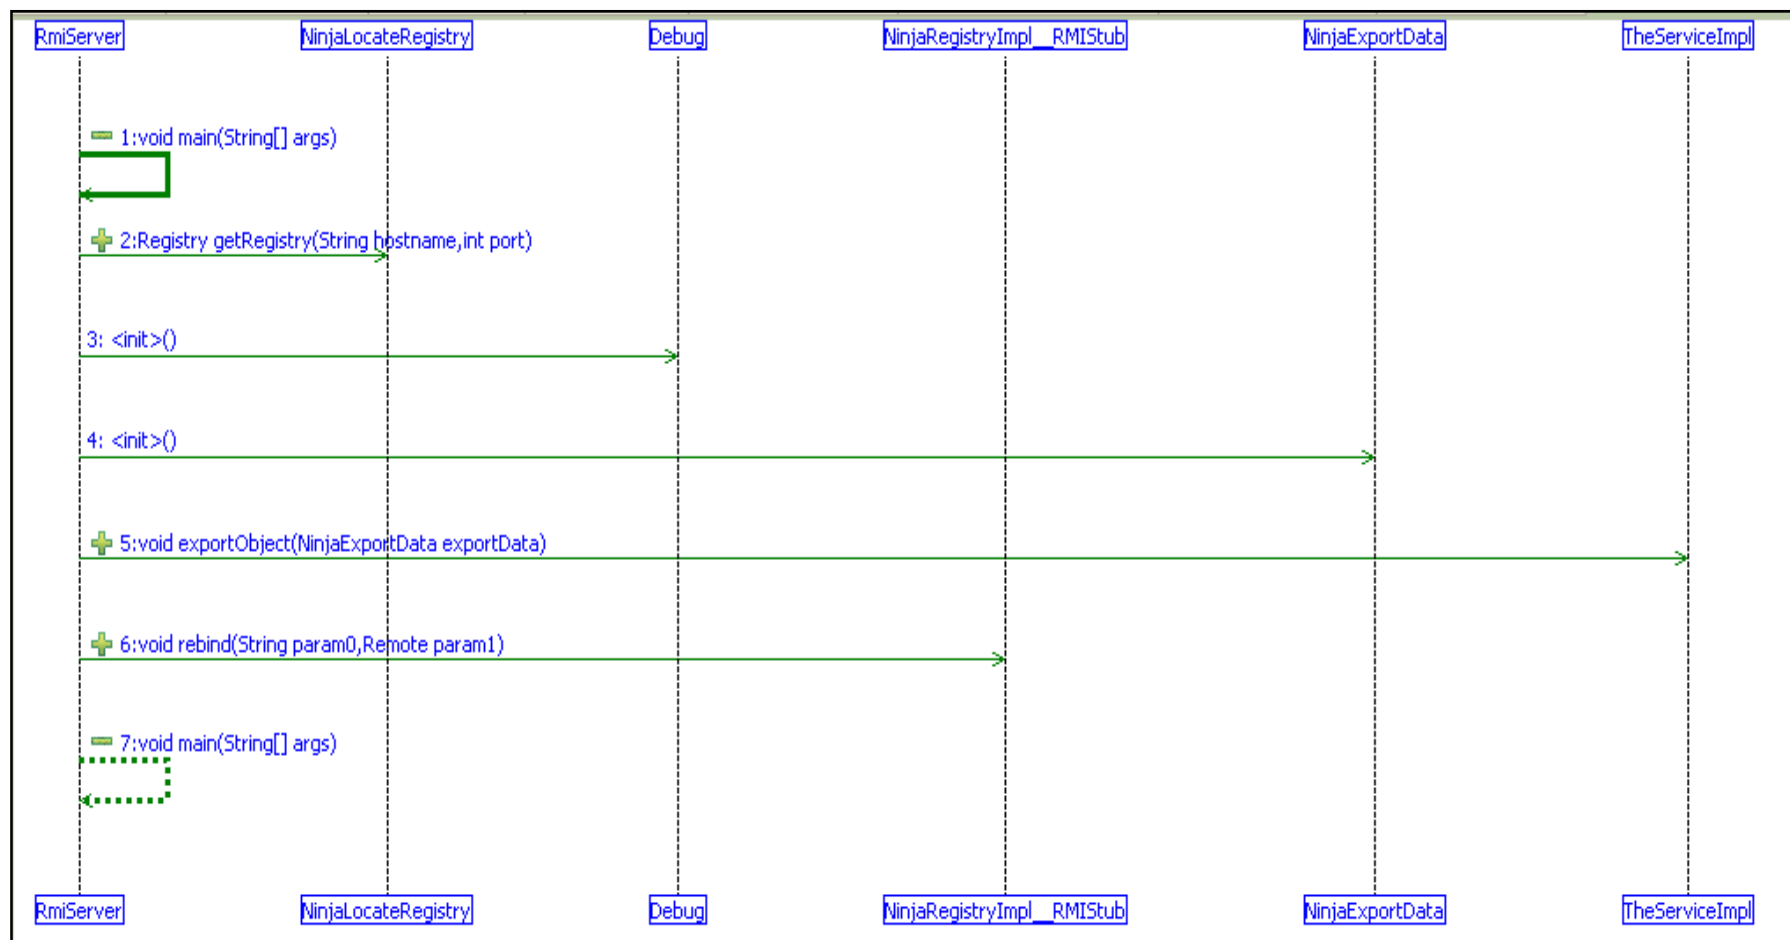 RmiServer NinjaLocateRegistry Debug NinjaRegistryImpl__RMIStub NinjaExportData TheServiceImpl
1:void main(String[] args)
2:Registry getRegistry(String hostname,int port)
3: <init>()
4: <init>()
5:void exportObject(NinjaExportData exportData)
6:void rebind(String param0,Remote param1)
7:void main(String[] args)
RmiServer NinjaLocateRegistry Debug NinjaRegistryImpl__RMIStub NinjaExportData TheServiceImpl